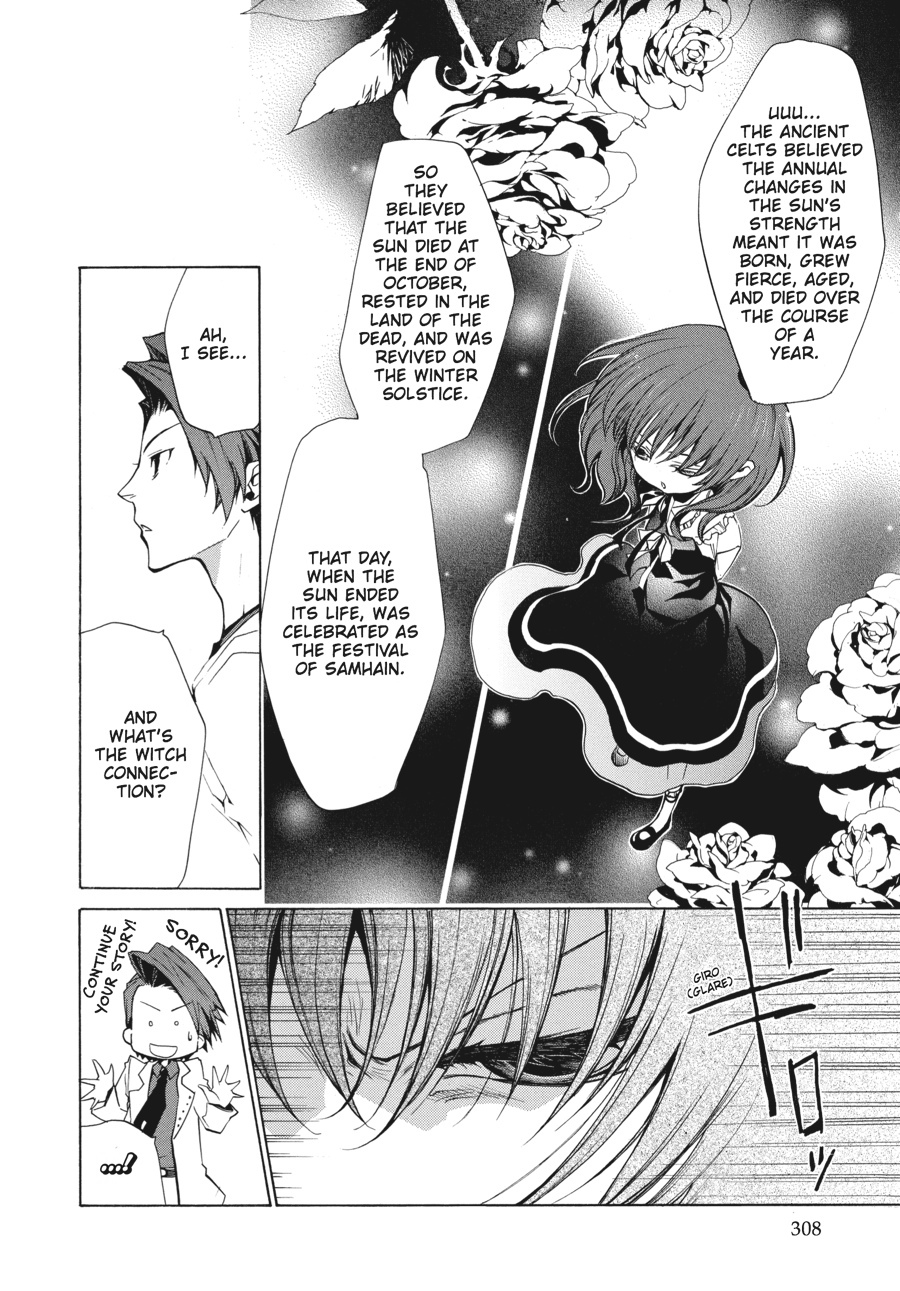 UUU...
THE ANCIENT
CELTS BELIEVED
THE ANNUAL
CHANGES IN
THE SUN'S
STRENGTH
MEANT IT WAS
BORN, GREW
FIERCE, AGED,
AND DIED OVER
THE COURSE
OF A
YEAR.
SO
THEY
BELIEVED
THAT THE
SUN DIED AT
THE END OF
OCTOBER,
RESTED IN THE
LAND OF THE
DEAD, AND WAS
REVIVED ON
THE WINTER
SOLSTICE.
THAT DAY,
WHEN THE
SUN ENDED
ITS LIFE, WAS
CELEBRATED AS
THE FESTIVAL
OF SAMHAIN.
AH,
I SEE...
AND
WHAT'S
THE WITCH
CONNEC-
TION?
ギロッ
GIRO
(GLARE)
SORRY!
CONTINUE
YOUR STORY!
....!
308